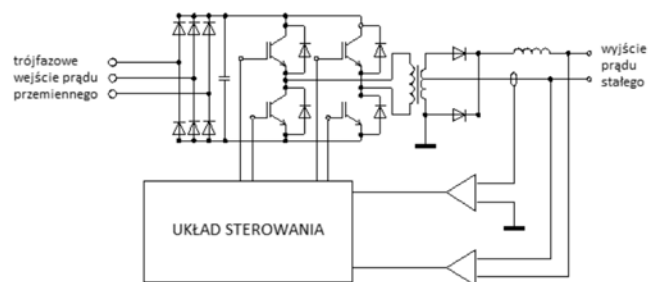 trójfazowe
wejście prądu
przemiennego
wyjście
prądu
stałego
UKŁAD STEROWANIA